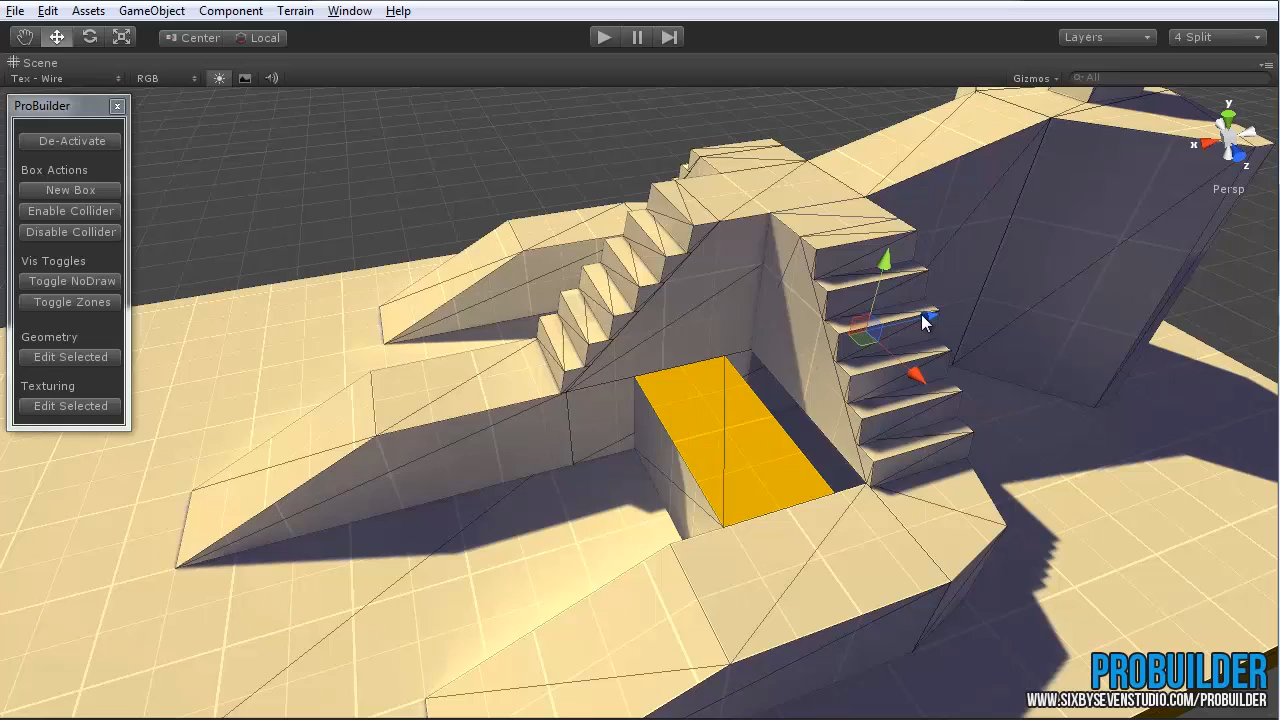 File Edit Assets GameObject Component Terrain Window Help
Center Local Layers 4 Split
Scene
Tex - Wire RGB Gizmos All
ProBuilder x
De-Activate
Box Actions
New Box
Enable Collider
Disable Collider
Vis Toggles
Toggle NoDraw
Toggle Zones
Geometry
Edit Selected
Texturing
Edit Selected
y
x
z
Persp
PROBUILDER
WWW.SIXBYSEVENSTUDIO.COM/PROBUILDER